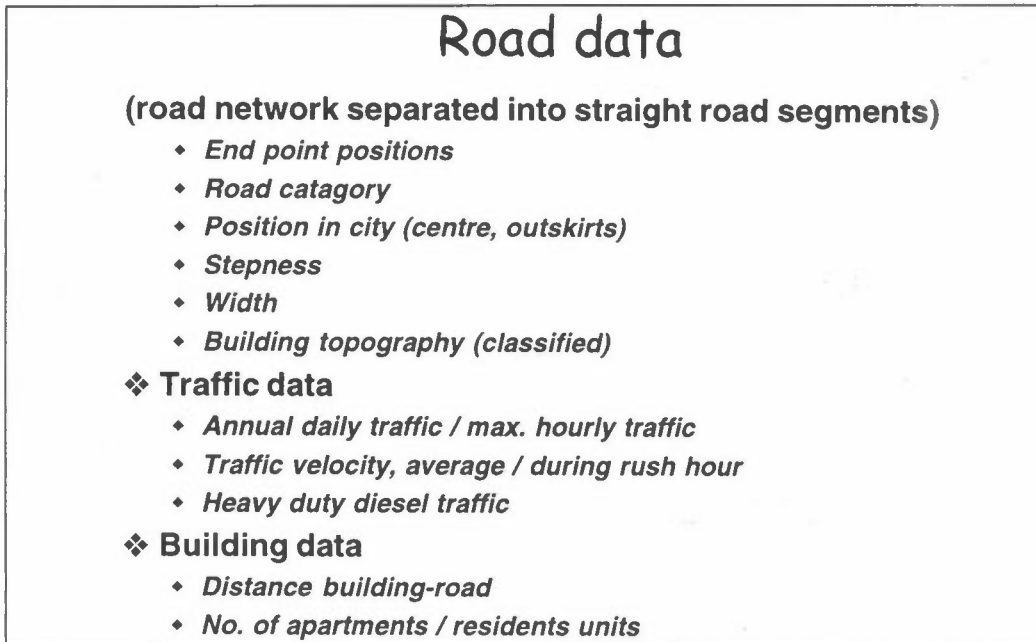 Road data
(road network separated into straight road segments)
• End point positions
• Road catagory
• Position in city (centre, outskirts)
• Stepness
• Width
• Building topography (classified)
❖ Traffic data
• Annual daily traffic / max. hourly traffic
• Traffic velocity, average / during rush hour
• Heavy duty diesel traffic
❖ Building data
• Distance building-road
• No. of apartments / residents units